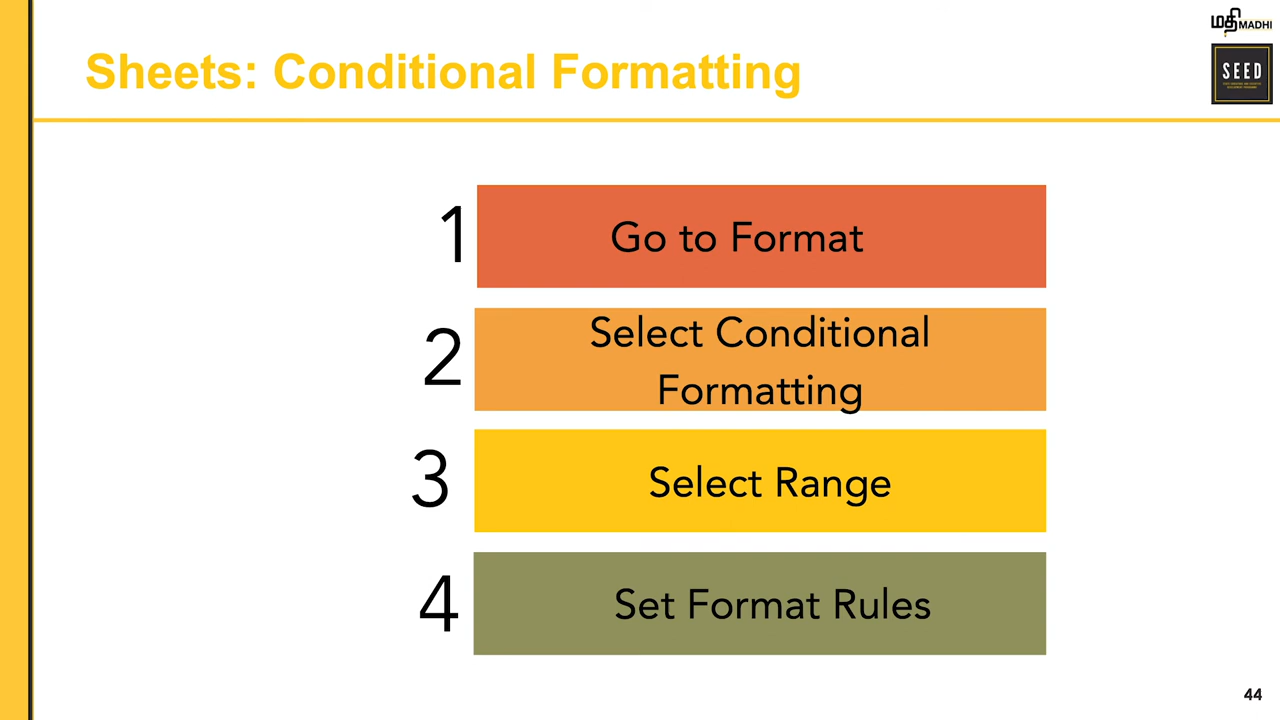 மதி MADHI
Sheets: Conditional Formatting
SEED
1 Go to Format
2 Select Conditional
Formatting
3 Select Range
4 Set Format Rules
44